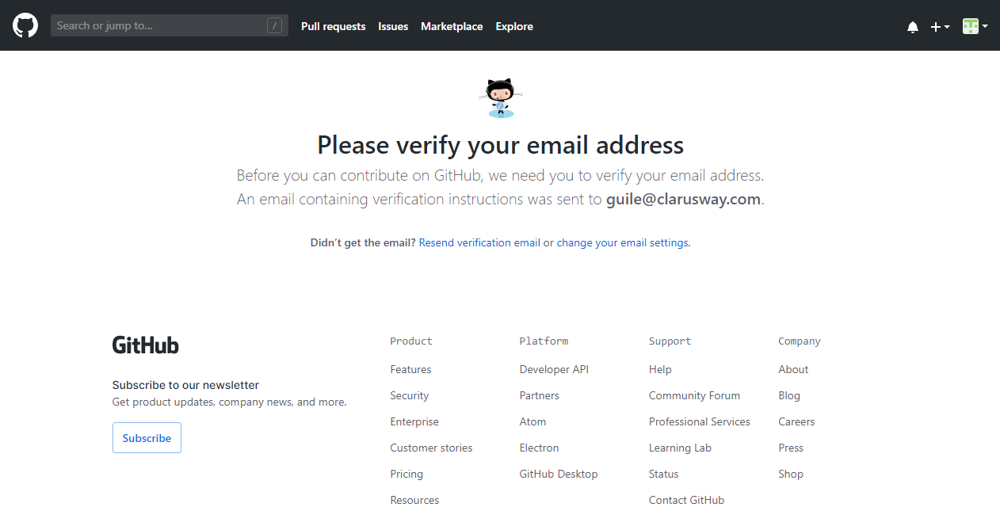 Search or jump to... / Pull requests Issues Marketplace Explore
Please verify your email address
Before you can contribute on GitHub, we need you to verify your email address.
An email containing verification instructions was sent to guile@clarusway.com.
Didn’t get the email? Resend verification email or change your email settings.
GitHub
Subscribe to our newsletter
Get product updates, company news, and more.
Subscribe
Product
Features
Security
Enterprise
Customer stories
Pricing
Resources
Platform
Developer API
Partners
Atom
Electron
GitHub Desktop
Support
Help
Community Forum
Professional Services
Learning Lab
Status
Contact GitHub
Company
About
Blog
Careers
Press
Shop